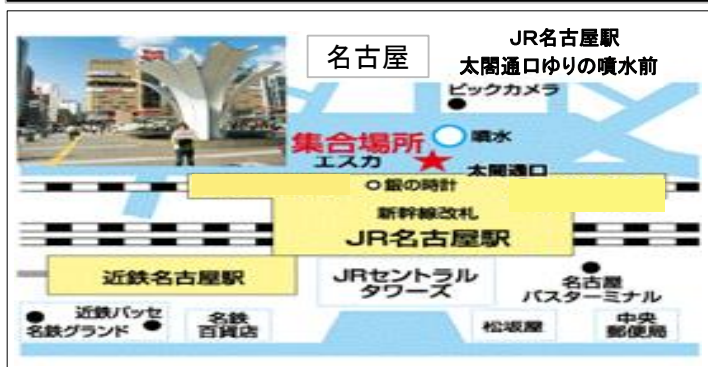 名古屋
JR名古屋駅
太閤通口ゆりの噴水前
ビックカメラ
噴水
集合場所
エスカ
太閤通口
銀の時計
新幹線改札
JR名古屋駅
近鉄名古屋駅
JRセントラル
タワーズ
名古屋
バスターミナル
近鉄パッセ
名鉄グランド
名鉄
百貨店
松坂屋
中央
郵便局